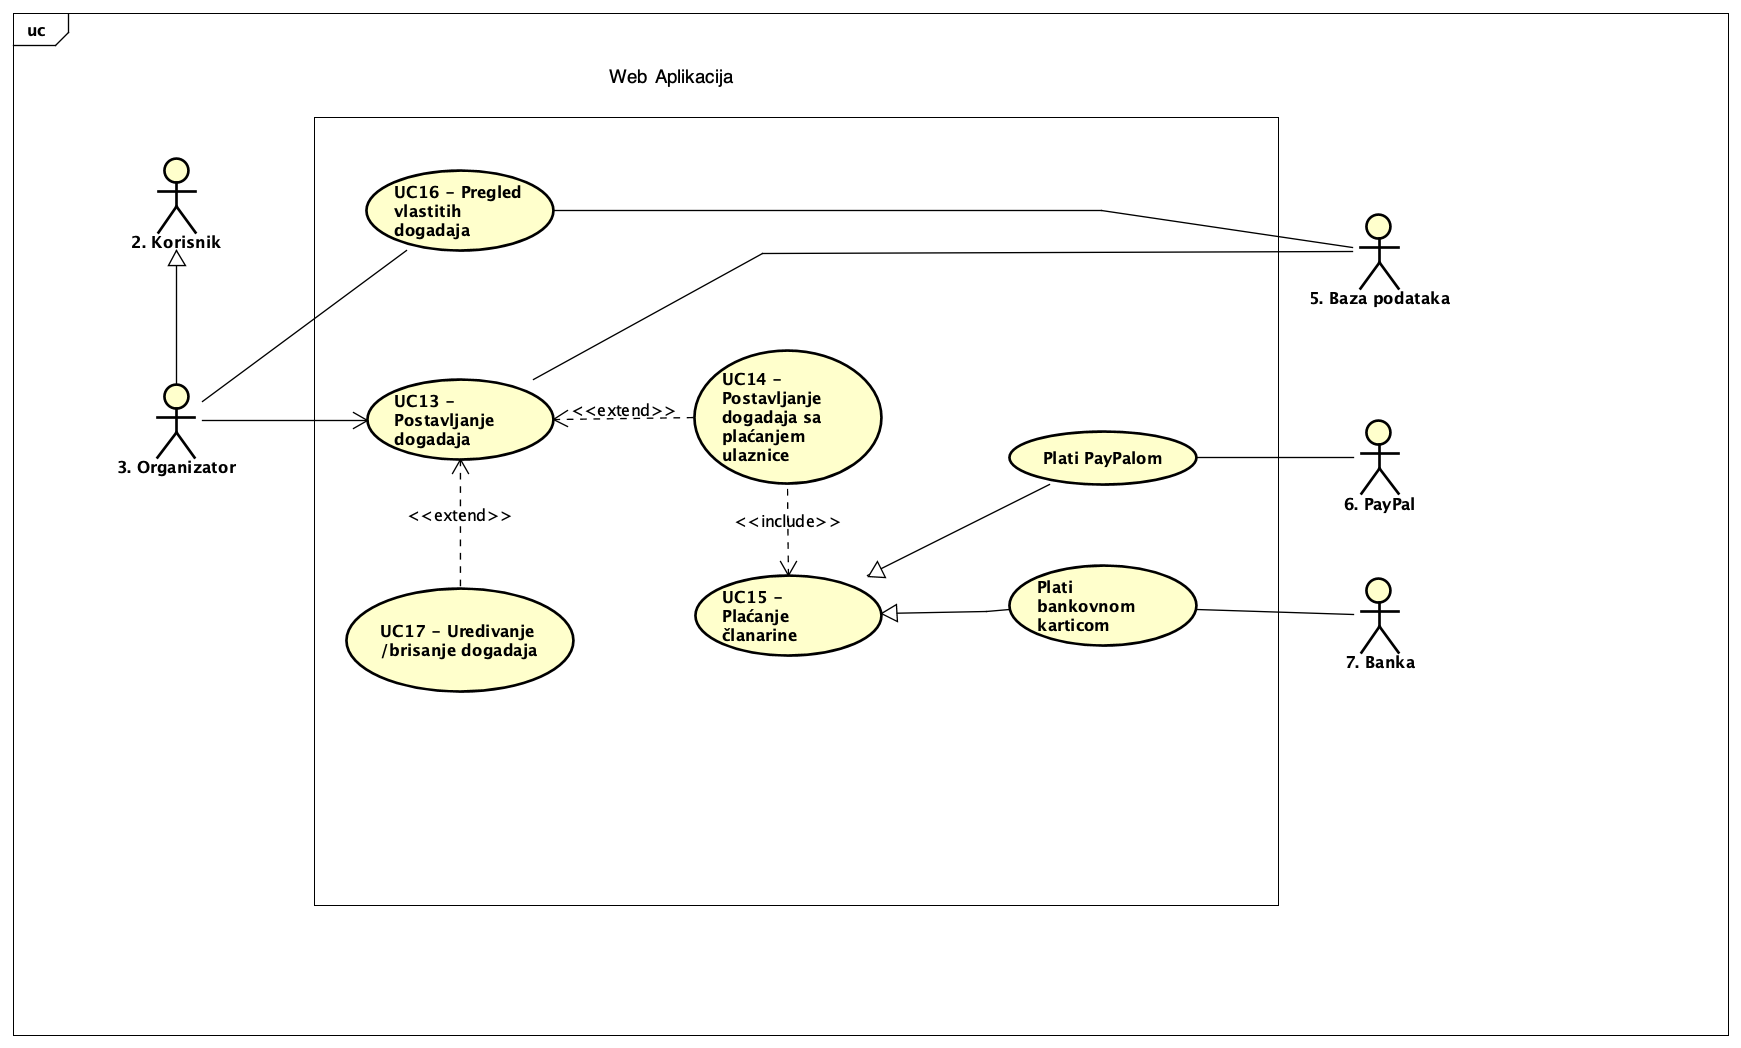 uc
Web Aplikacija
UC16 - Pregled
vlastitih
dogadaja
2. Korisnik
5. Baza podataka
UC13 -
Postavljanje
dogadaja
<<extend>>
UC14 -
Postavljanje
dogadaja sa
plaćanjem
ulaznice
3. Organizator
Plati PayPalom
6. PayPal
<<extend>>
<<include>>
UC15 -
Plaćanje
članarine
Plati
bankovnom
karticom
UC17 - Uredivanje
/brisanje dogadaja
7. Banka